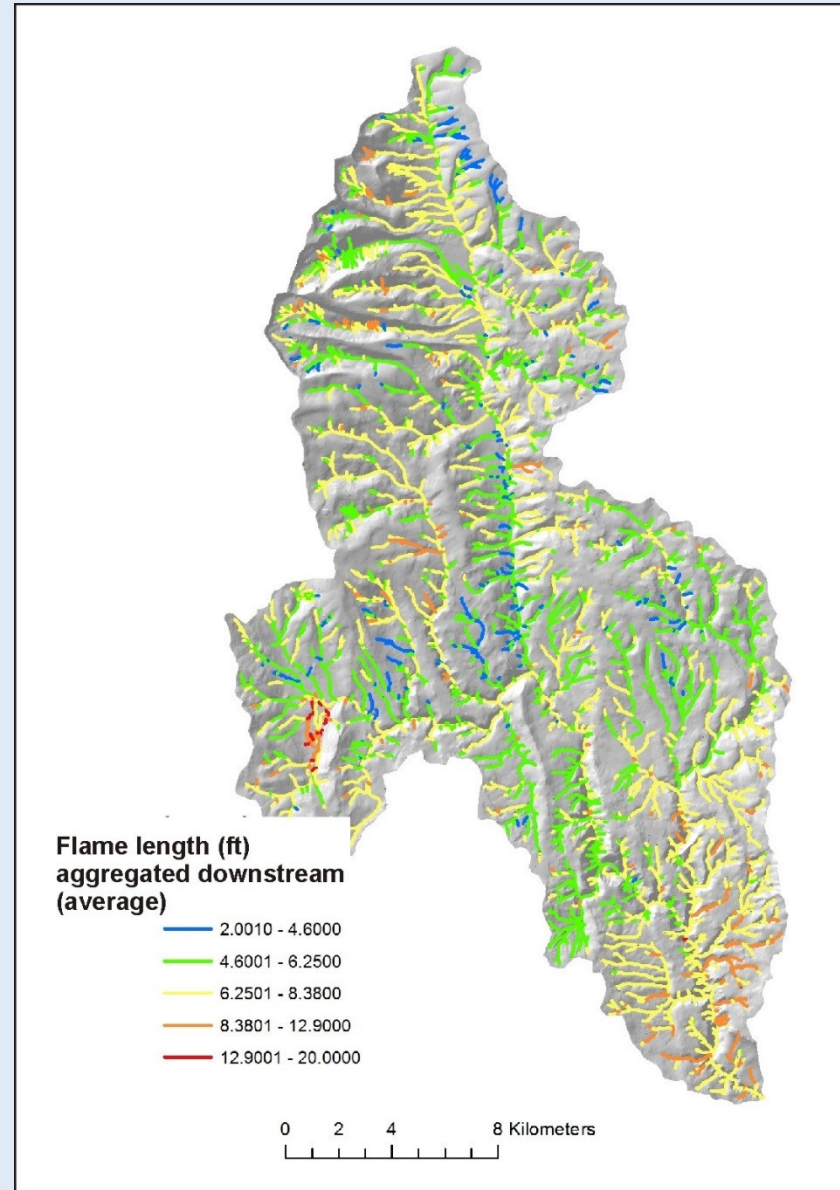 Flame length (ft)
aggregated downstream
(average)
2.0010 - 4.6000
4.6001 - 6.2500
6.2501 - 8.3800
8.3801 - 12.9000
12.9001 - 20.0000
0 2 4 8 Kilometers